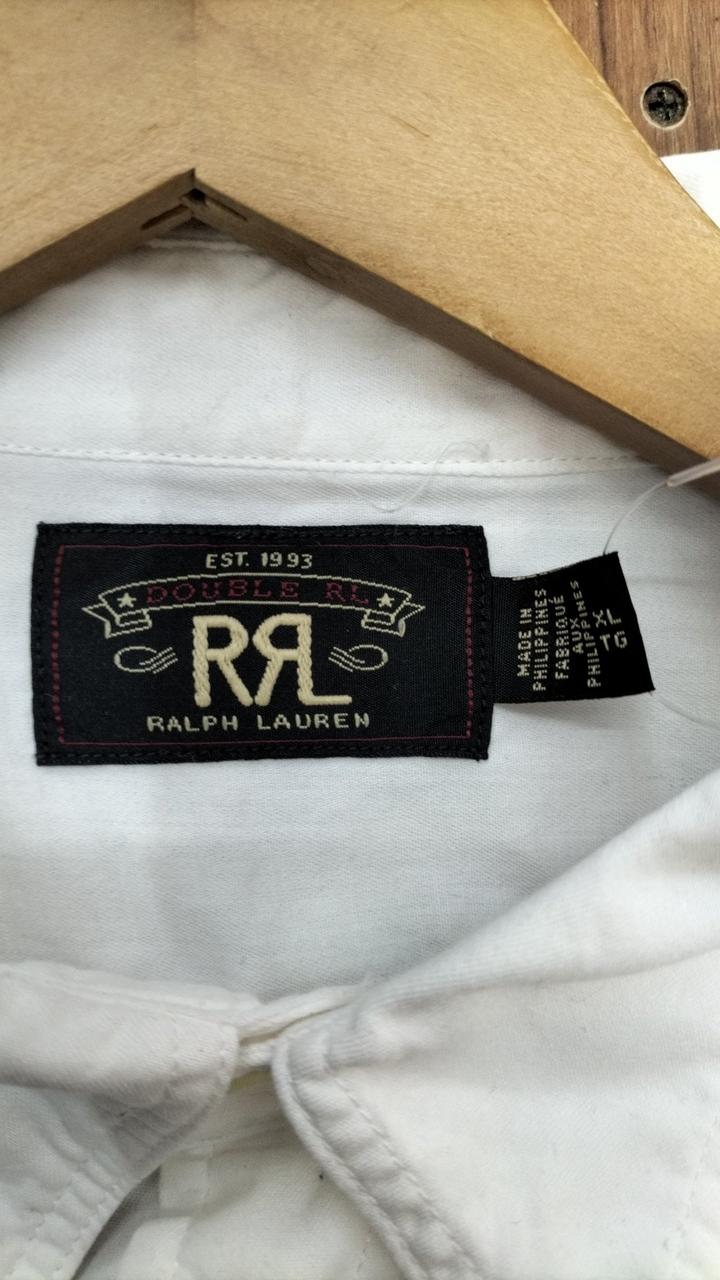 EST. 1993
DOUBLE RL
RRL
RALPH LAUREN
MADE IN
PHILIPPINES
FABRIQUÉ
AUX
PHILIPPINES
XL
TG